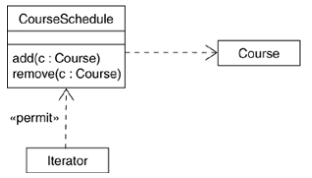 CourseSchedule
add(c : Course)
remove(c : Course)
Course
«permit»
Iterator